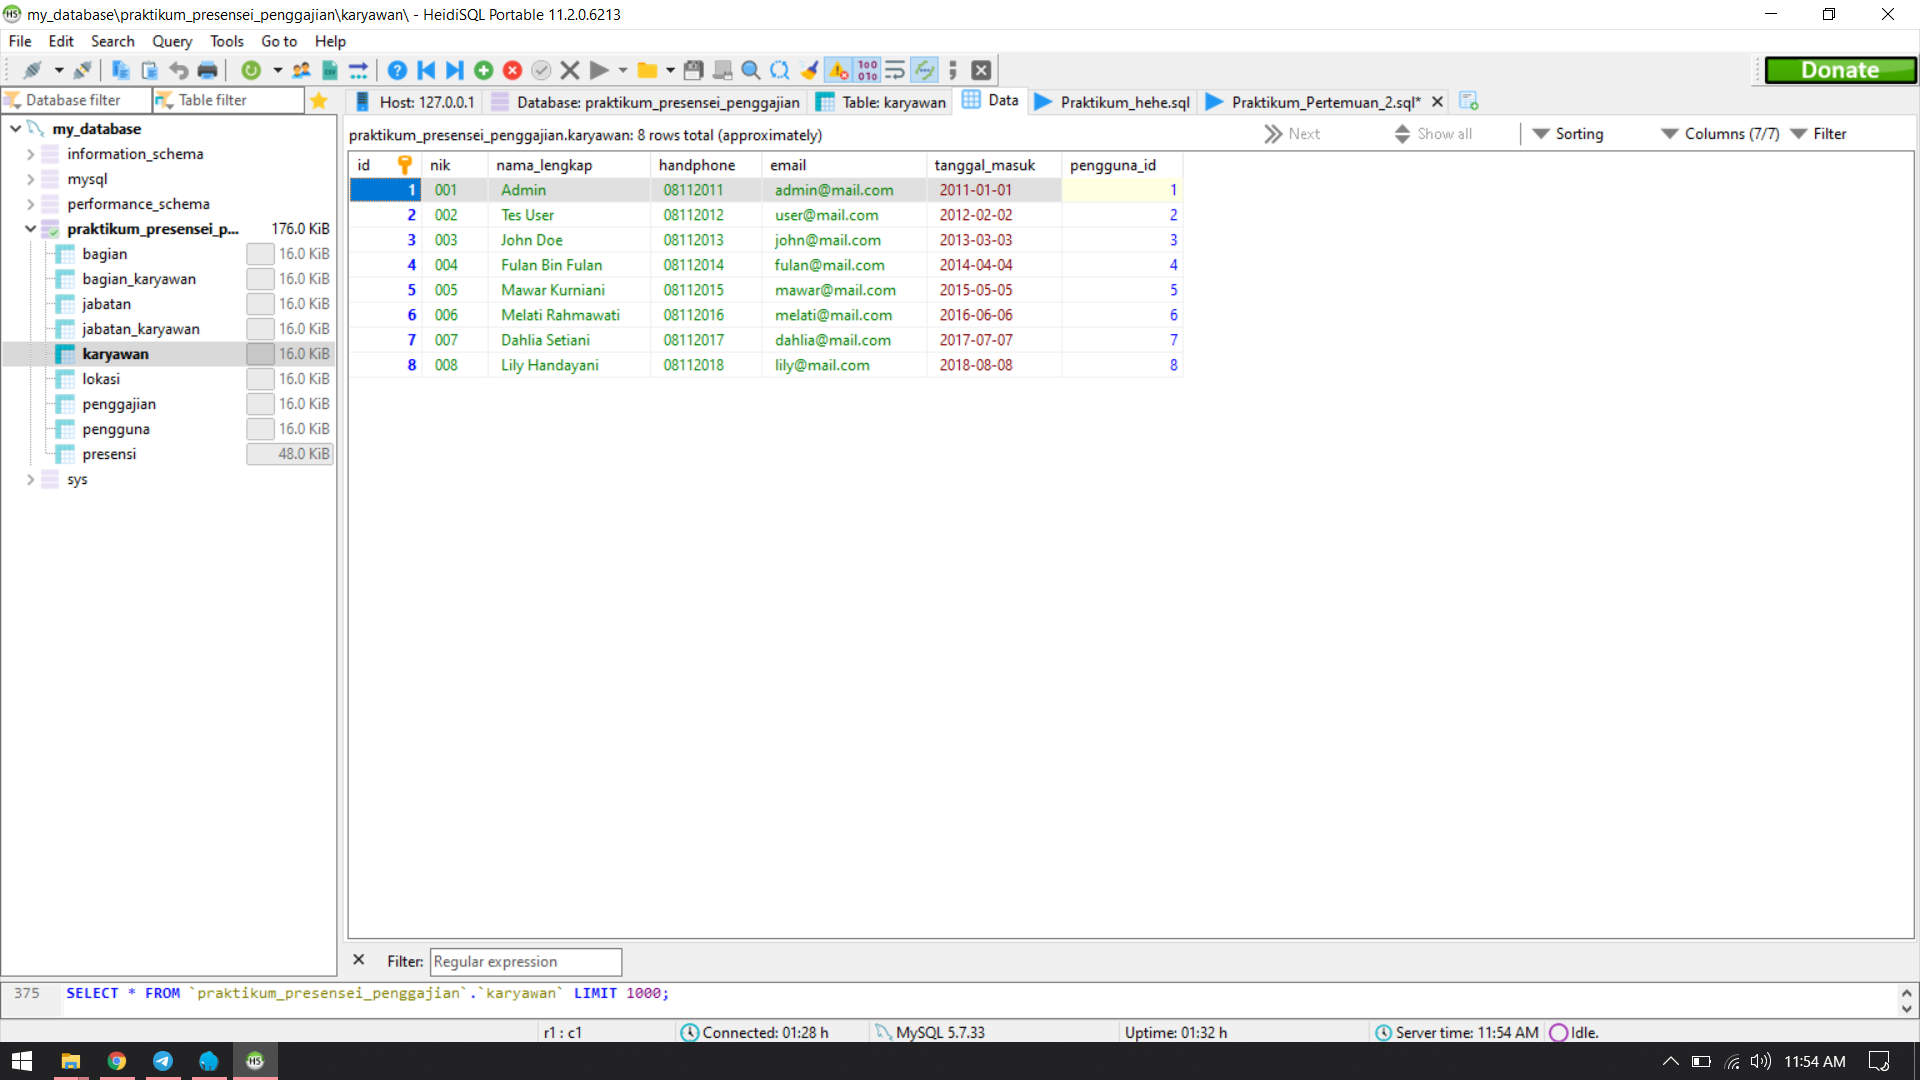 my_database\praktikum_presensei_penggajian\karyawan\ - HeidiSQL Portable 11.2.0.6213
File Edit Search Query Tools Go to Help
Donate
Database filter Table filter
Host: 127.0.0.1 Database: praktikum_presensei_penggajian Table: karyawan Data Praktikum_hehe.sql Praktikum_Pertemuan_2.sql*
my_database
information_schema
mysql
performance_schema
praktikum_presensei_p... 176.0 KiB
bagian 16.0 KiB
bagian_karyawan 16.0 KiB
jabatan 16.0 KiB
jabatan_karyawan 16.0 KiB
karyawan 16.0 KiB
lokasi 16.0 KiB
penggajian 16.0 KiB
pengguna 16.0 KiB
presensi 48.0 KiB
sys
praktikum_presensei_penggajian.karyawan: 8 rows total (approximately) Next Show all Sorting Columns (7/7) Filter
id nik nama_lengkap handphone email tanggal_masuk pengguna_id
1 001 Admin 08112011 admin@mail.com 2011-01-01 1
2 002 Tes User 08112012 user@mail.com 2012-02-02 2
3 003 John Doe 08112013 john@mail.com 2013-03-03 3
4 004 Fulan Bin Fulan 08112014 fulan@mail.com 2014-04-04 4
5 005 Mawar Kurniani 08112015 mawar@mail.com 2015-05-05 5
6 006 Melati Rahmawati 08112016 melati@mail.com 2016-06-06 6
7 007 Dahlia Setiani 08112017 dahlia@mail.com 2017-07-07 7
8 008 Lily Handayani 08112018 lily@mail.com 2018-08-08 8
Filter: Regular expression
375 SELECT * FROM `praktikum_presensei_penggajian`.`karyawan` LIMIT 1000;
r1 : c1 Connected: 01:28 h MySQL 5.7.33 Uptime: 01:32 h Server time: 11:54 AM Idle.
11:54 AM